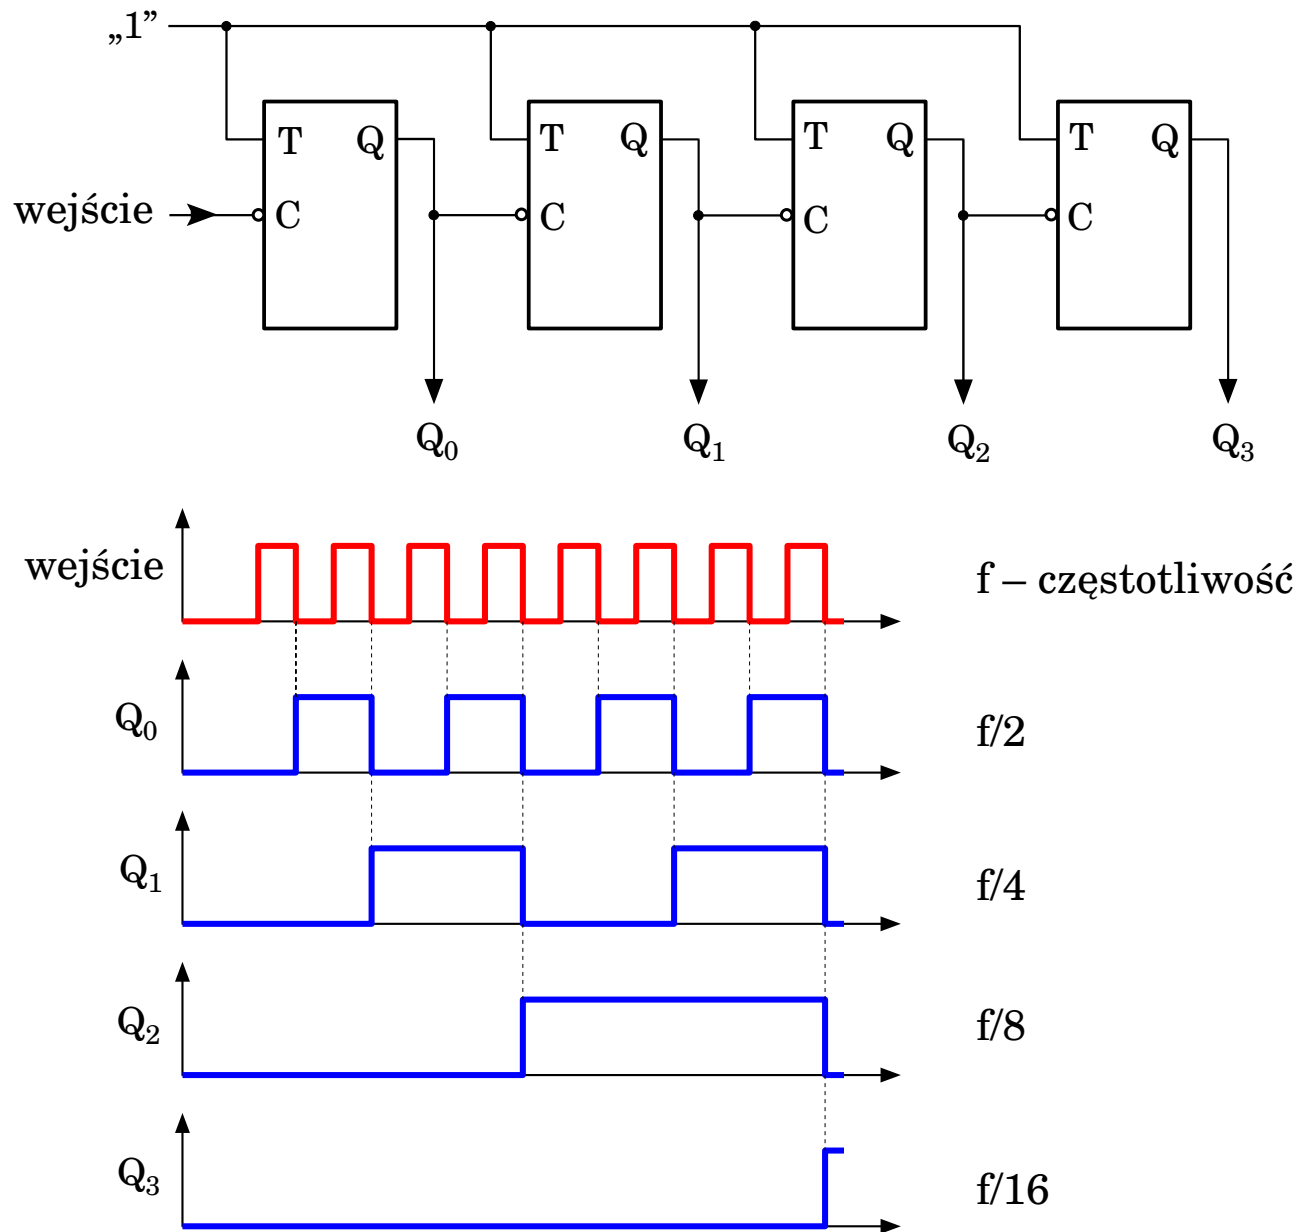 „1”
T Q T Q T Q T Q
wejście C C C C
Q₀ Q₁ Q₂ Q₃
wejście f – częstotliwość
Q₀ f/2
Q₁ f/4
Q₂ f/8
Q₃ f/16